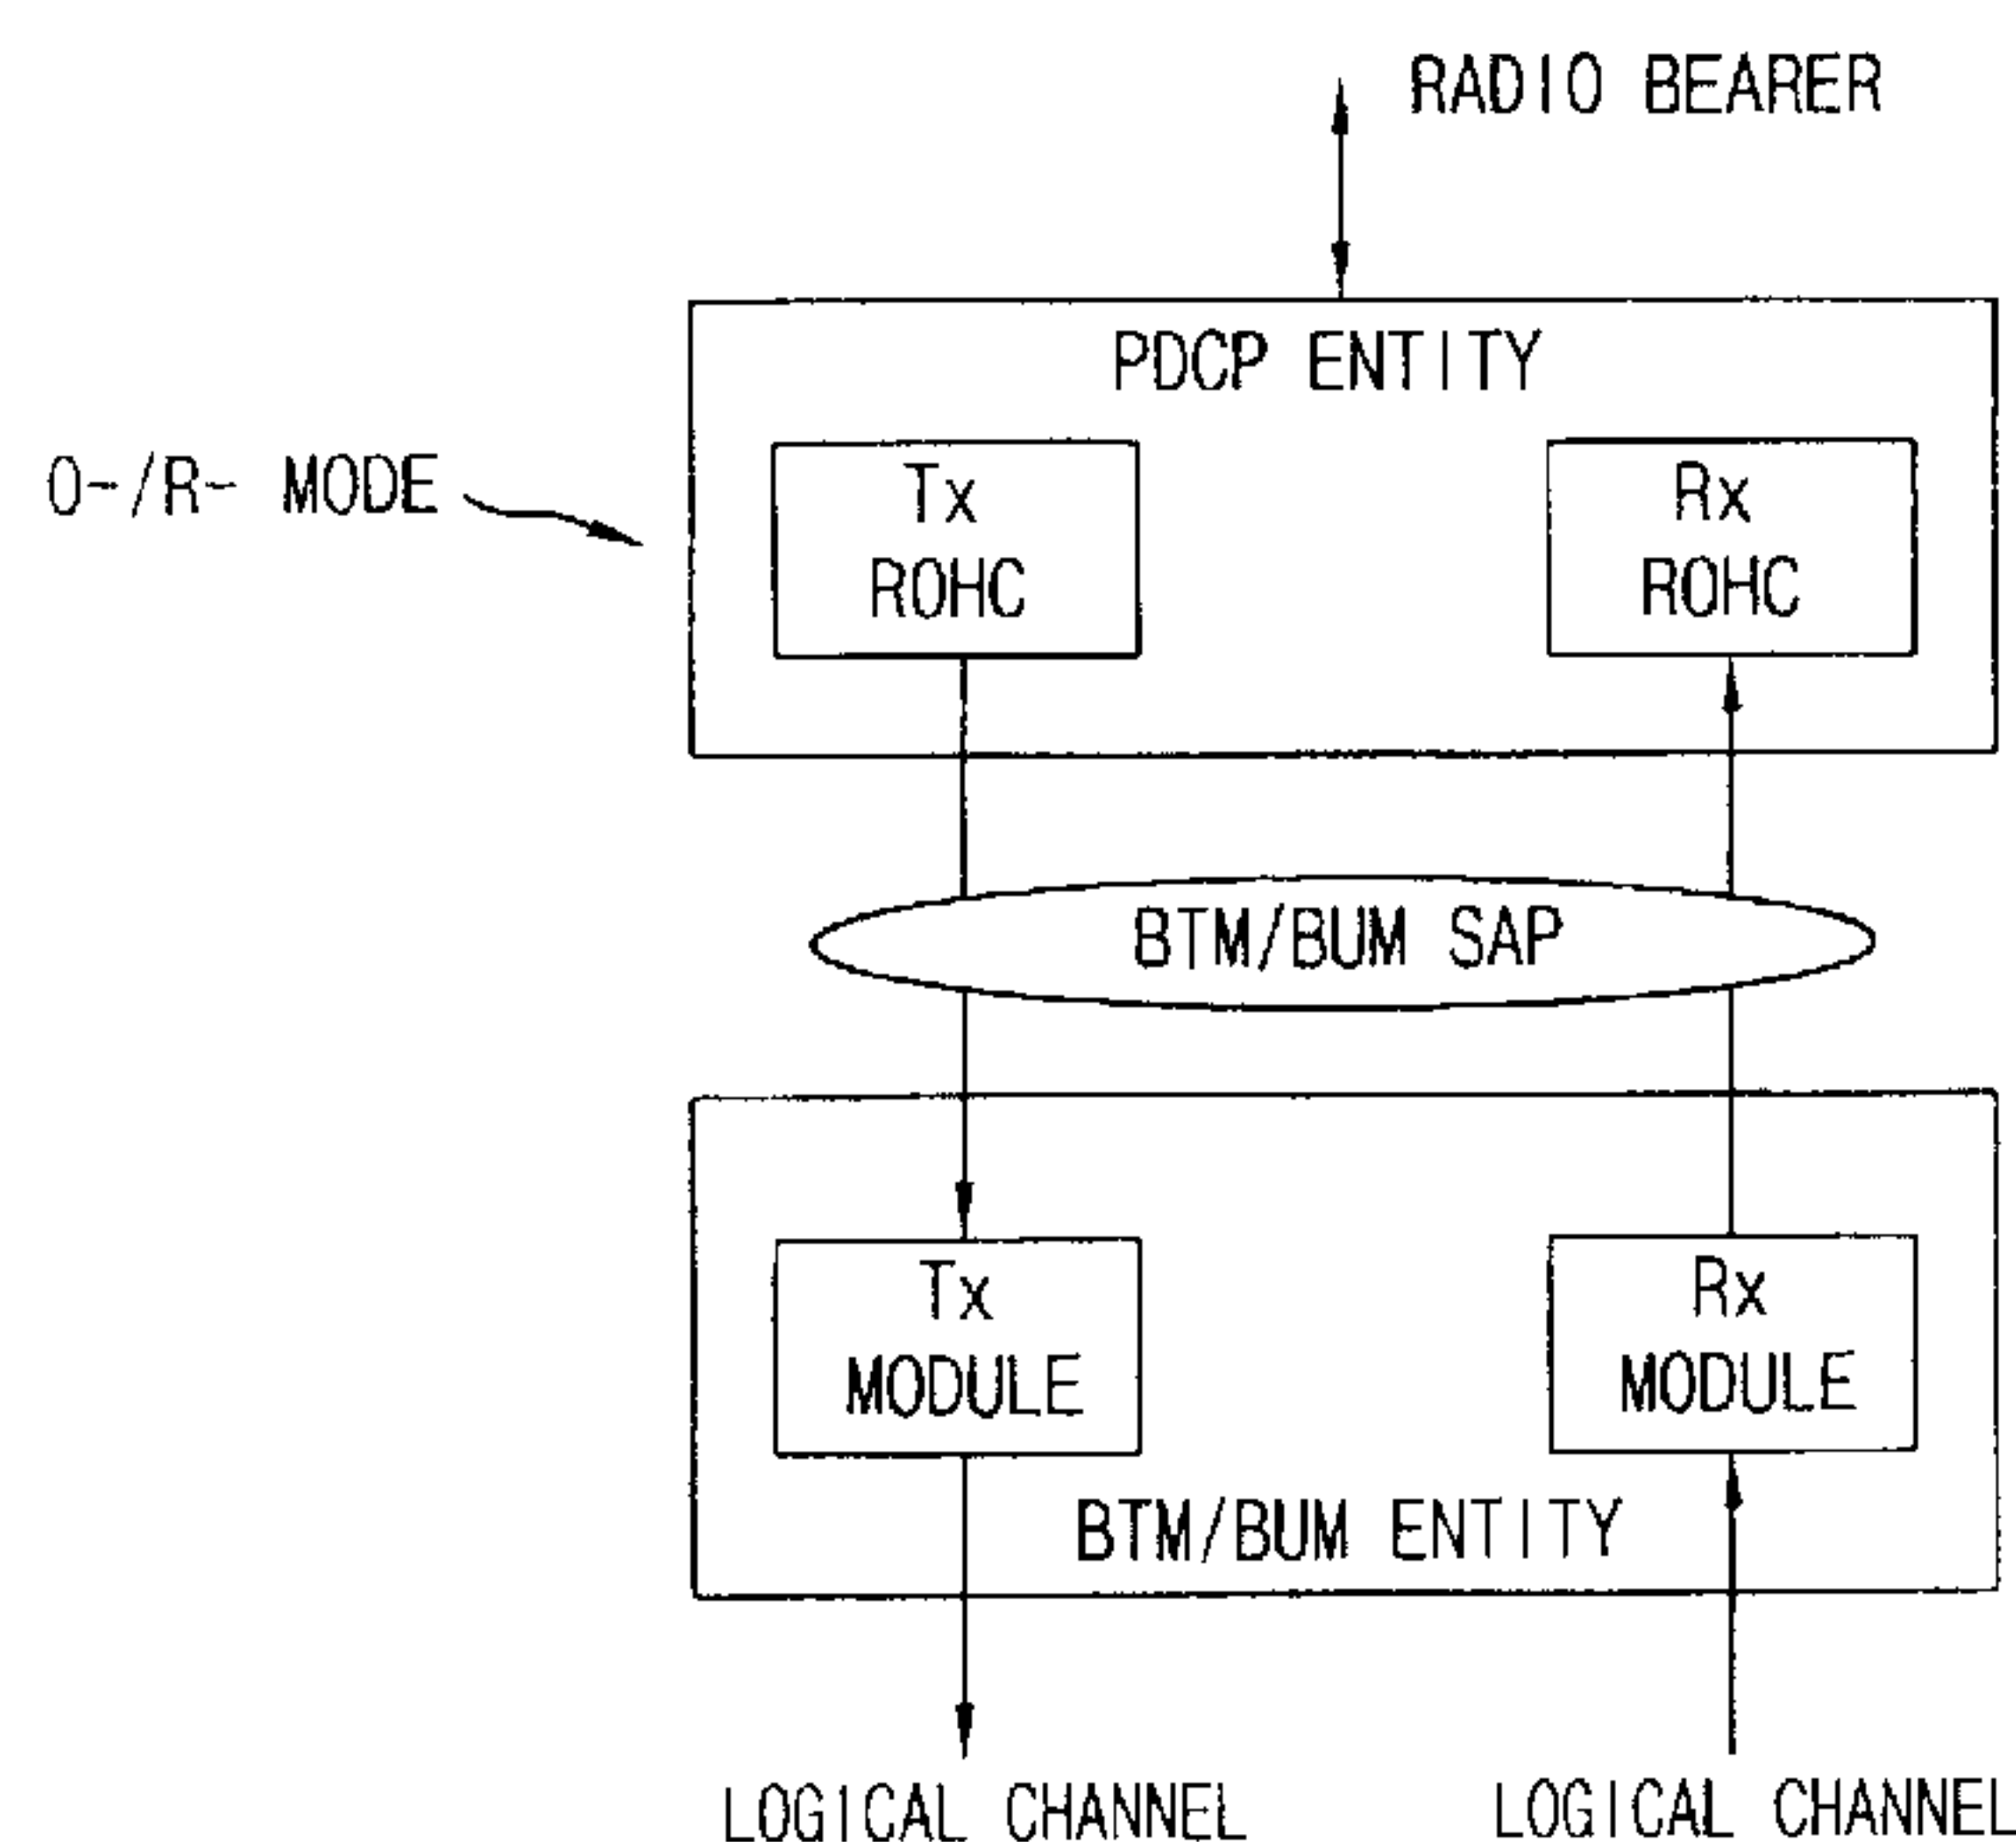 RADIO BEARER
PDCP ENTITY
O-/R- MODE
Tx
ROHC
Rx
ROHC
BTM/BUM SAP
Tx
MODULE
Rx
MODULE
BTM/BUM ENTITY
LOGICAL CHANNEL
LOGICAL CHANNEL